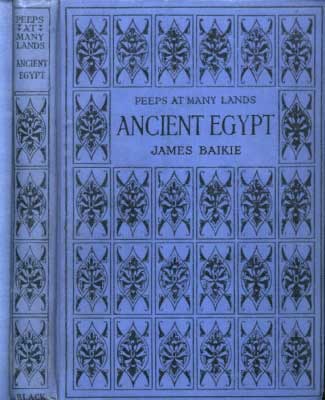 PEEPS
AT
MANY
LANDS
ANCIENT
EGYPT
BLACK
PEEPS AT MANY LANDS
ANCIENT EGYPT
JAMES BAIKIE